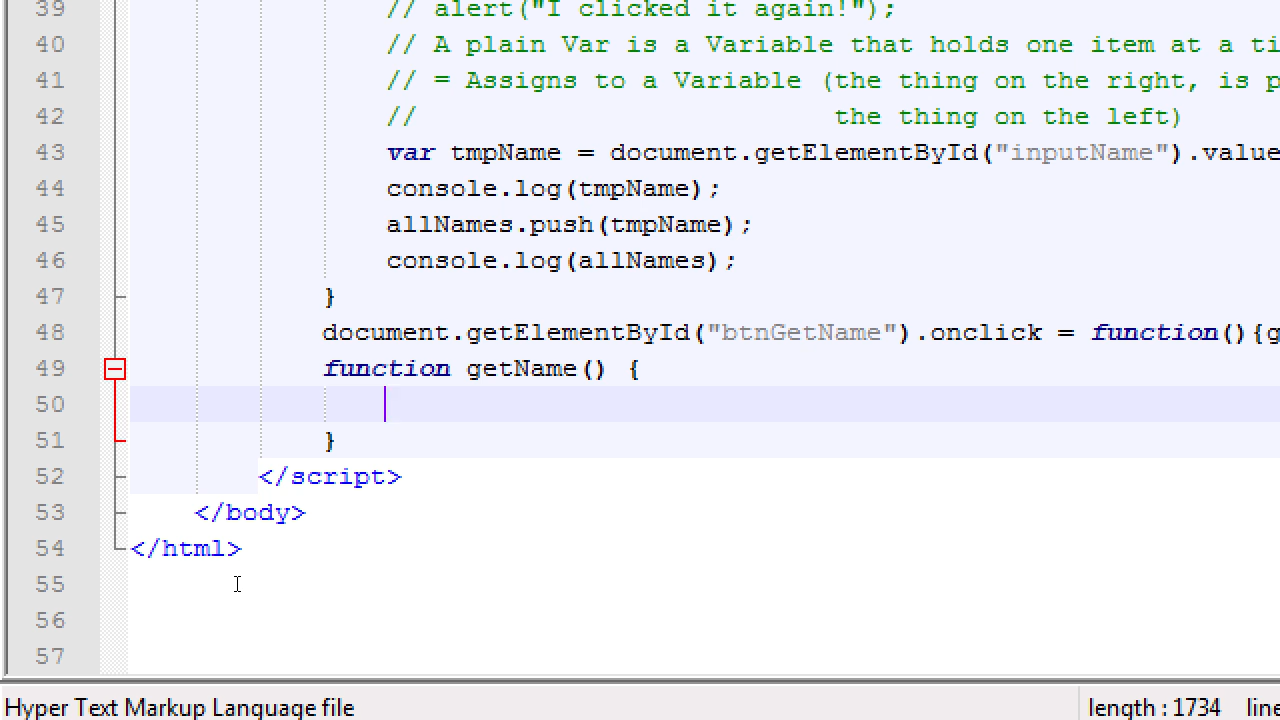 39 // alert("I clicked it again!");
40 // A plain Var is a Variable that holds one item at a ti
41 // = Assigns to a Variable (the thing on the right, is p
42 // the thing on the left)
43 var tmpName = document.getElementById("inputName").value
44 console.log(tmpName);
45 allNames.push(tmpName);
46 console.log(allNames);
47 }
48 document.getElementById("btnGetName").onclick = function(){g
49 function getName() {
50
51 }
52 </script>
53 </body>
54 </html>
55
56
57
Hyper Text Markup Language file length : 1734 line